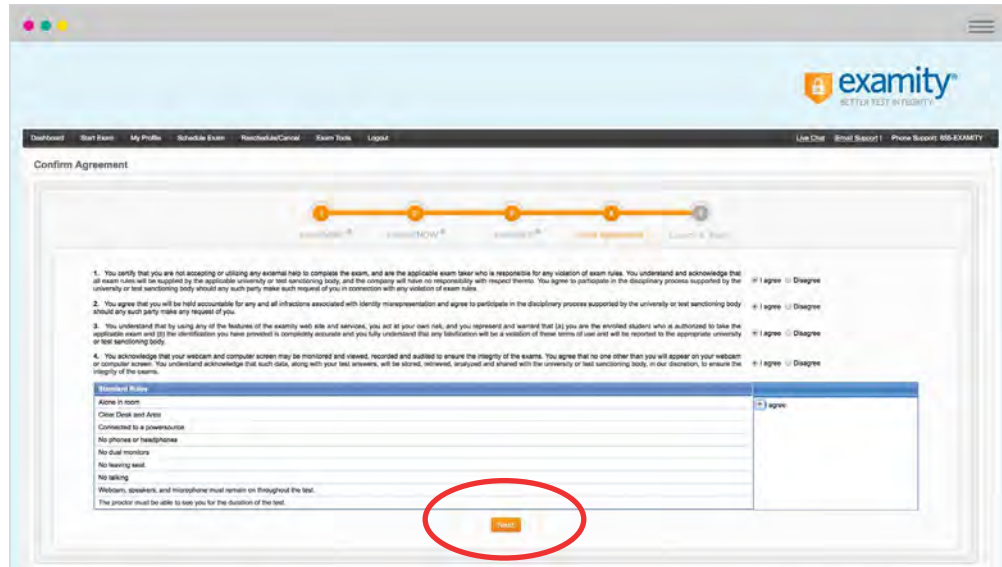 examity®
BETTER TEST INTEGRITY
Dashboard Start Exam My Profile Schedule Exam Reschedule/Cancel Exam Tools Logout
Live Chat Email Support | Phone Support: 855-EXAMITY
Confirm Agreement
1. You certify that you are not accepting or utilizing any external help to complete the exam, and are the applicable exam taker who is responsible for any violation of exam rules. You understand and acknowledge that
all exam rules will be supplied by the applicable university or test sanctioning body, and the company will have no responsibility with respect thereto. You agree to participate in the disciplinary process supported by the
university or test sanctioning body should any such party make such request of you in connection with any violation of exam rules.
I agree Disagree
2. You agree that you will be held accountable for any and all infractions associated with identity misrepresentation and agree to participate in the disciplinary process supported by the university or test sanctioning body
should any such party make any request of you.
I agree Disagree
3. You understand that by using any of the features of the examity web site and services, you act at your own risk, and you represent and warrant that (a) you are the enrolled student who is authorized to take the
applicable exam and (b) the identification you have provided is completely accurate and you fully understand that any falsification will be a violation of these terms of use and will be reported to the appropriate university
or test sanctioning body.
I agree Disagree
4. You acknowledge that your webcam and computer screen may be monitored and viewed, recorded and audited to ensure the integrity of the exams. You agree that no one other than you will appear on your webcam
or computer screen. You understand acknowledge that such data, along with your test answers, will be stored, retrieved, analyzed and shared with the university or test sanctioning body, in our discretion, to ensure the
integrity of the exams.
I agree Disagree
Standard Rules
Alone in room
I agree
Clear Desk and Area
Connected to a powersource
No phones or headphones
No dual monitors
No leaving seat
No talking
Webcam, speakers, and microphone must remain on throughout the test.
The proctor must be able to see you for the duration of the test.
Next